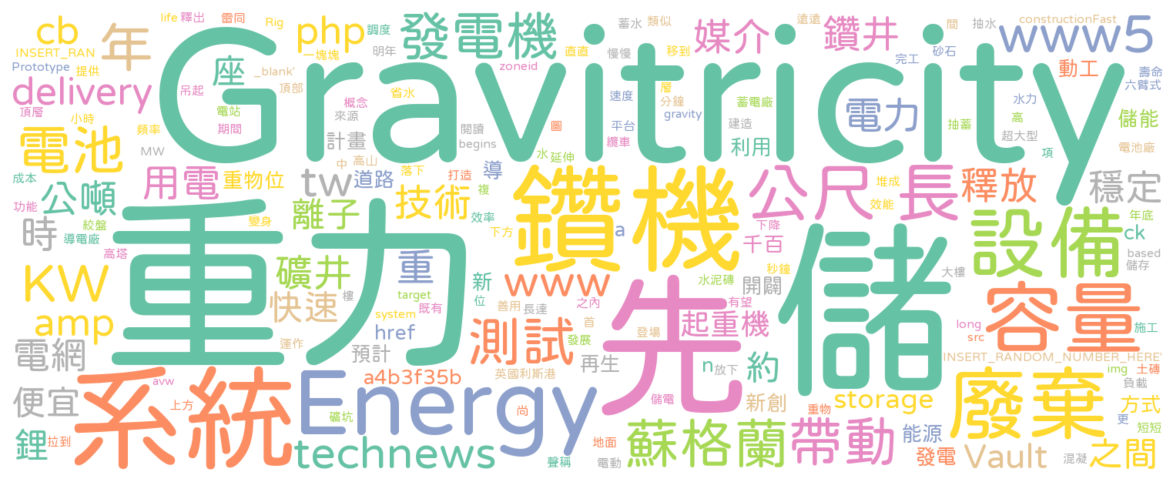 cb 年 php 發電機 媒介 鑽井 www5
life 釋出 雷同 Rig 調度 蓄水 類似 遠遠 抽水 constructionFast
INSERT_RAN 一塊塊 明年 慢慢 移到 間 完工 砂石 動工 壽命
Prototype 提供 _blank' 座 頂部 直直 zoneid 層 六臂式
delivery 吊起 Gravitricity 速度 分鐘 蓄電廠 電力 水力 儲能
頂層 省水 概念 平台 gravity 建造 抽蓄 高 超大型
小時 頻率 電站 期間 來源 計畫 閱讀 begins 圖 纜車 利用 項 電池廠
電池 MW 中 高山 水 延伸
成本 用電 重物位 tw 道路 落下 打造 導 複 鑽機 公尺 長 堆成 釋放 穩定
功能 公噸 絞盤 離子 技術 效率 a 千百 下降 效能 設備 年底 ck
時 導電廠 變身 下方 水泥磚 based
高塔 重力 礦井 重 新 www 先 秒鐘 開闢 儲 大樓 儲存
KW 快速 樓 target 既有 位 善用 長達 之內 有望 容量
amp system href 測試 首 起重機 long 施工
電網 運作 預計 發展 登場 src
系統 a4b3f35b 再生 n 放下 約 INSERT_RANDOM_NUMBER_HERE'
avw Energy 英國利斯港 img 土磚
便宜 上方 儲電 新創 重物 storage 廢棄 負載 方式
鋰 拉到 礦坑 尚 蘇格蘭 帶動 能源 更 短短
technews 聲稱 地面 電動 發電 Vault 混凝 之間